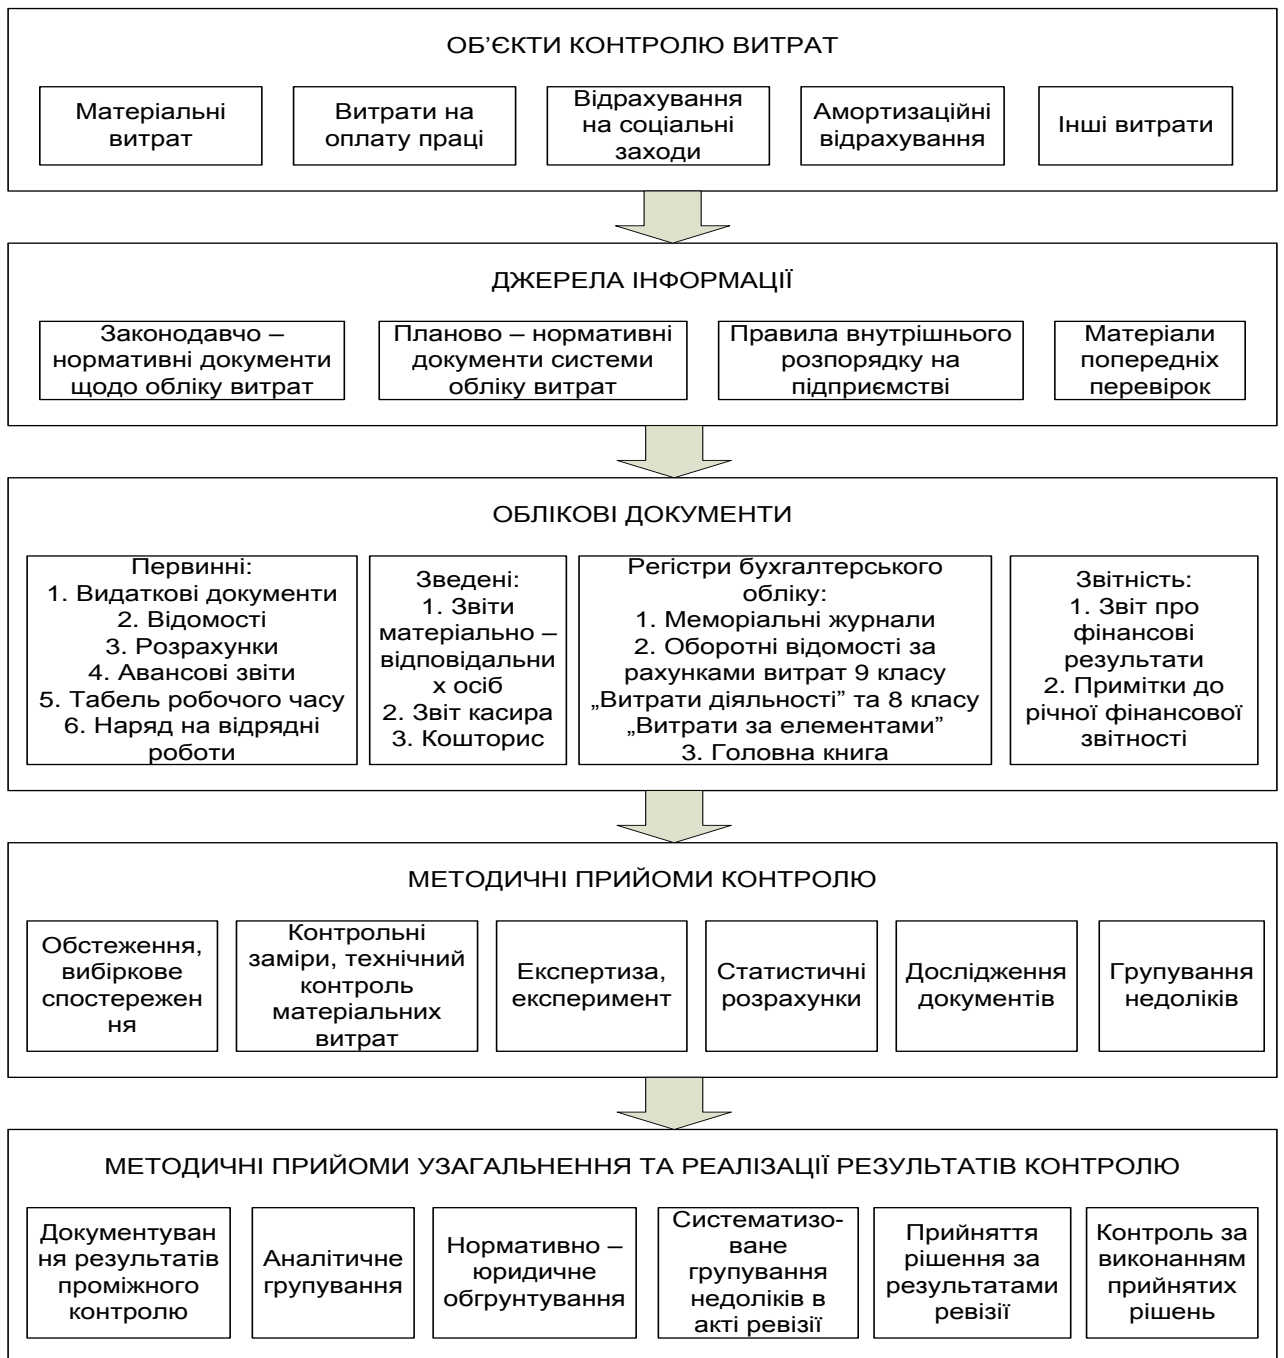 ОБ’ЄКТИ КОНТРОЛЮ ВИТРАТ
Матеріальні
витрат
Витрати на
оплату праці
Відрахування
на соціальні
заходи
Амортизаційні
відрахування
Інші витрати
ДЖЕРЕЛА ІНФОРМАЦІЇ
Законодавчо –
нормативні документи
щодо обліку витрат
Планово – нормативні
документи системи
обліку витрат
Правила внутрішнього
розпорядку на
підприємстві
Матеріали
попередніх
перевірок
ОБЛІКОВІ ДОКУМЕНТИ
Первинні:
1. Видаткові документи
2. Відомості
3. Розрахунки
4. Авансові звіти
5. Табель робочого часу
6. Наряд на відрядні
роботи
Зведені:
1. Звіти
матеріально –
відповідальни
х осіб
2. Звіт касира
3. Кошторис
Регістри бухгалтерського
обліку:
1. Меморіальні журнали
2. Оборотні відомості за
рахунками витрат 9 класу
„Витрати діяльності” та 8 класу
„Витрати за елементами”
3. Головна книга
Звітність:
1. Звіт про
фінансові
результати
2. Примітки до
річної фінансової
звітності
МЕТОДИЧНІ ПРИЙОМИ КОНТРОЛЮ
Обстеження,
вибіркове
спостережен
ня
Контрольні
заміри, технічний
контроль
матеріальних
витрат
Експертиза,
експеримент
Статистичні
розрахунки
Дослідження
документів
Групування
недоліків
МЕТОДИЧНІ ПРИЙОМИ УЗАГАЛЬНЕННЯ ТА РЕАЛІЗАЦІЇ РЕЗУЛЬТАТІВ КОНТРОЛЮ
Документуван
ня результатів
проміжного
контролю
Аналітичне
групування
Нормативно –
юридичне
обгрунтування
Систематизо-
ване
групування
недоліків в
акті ревізії
Прийняття
рішення за
результатами
ревізії
Контроль за
виконанням
прийнятих
рішень